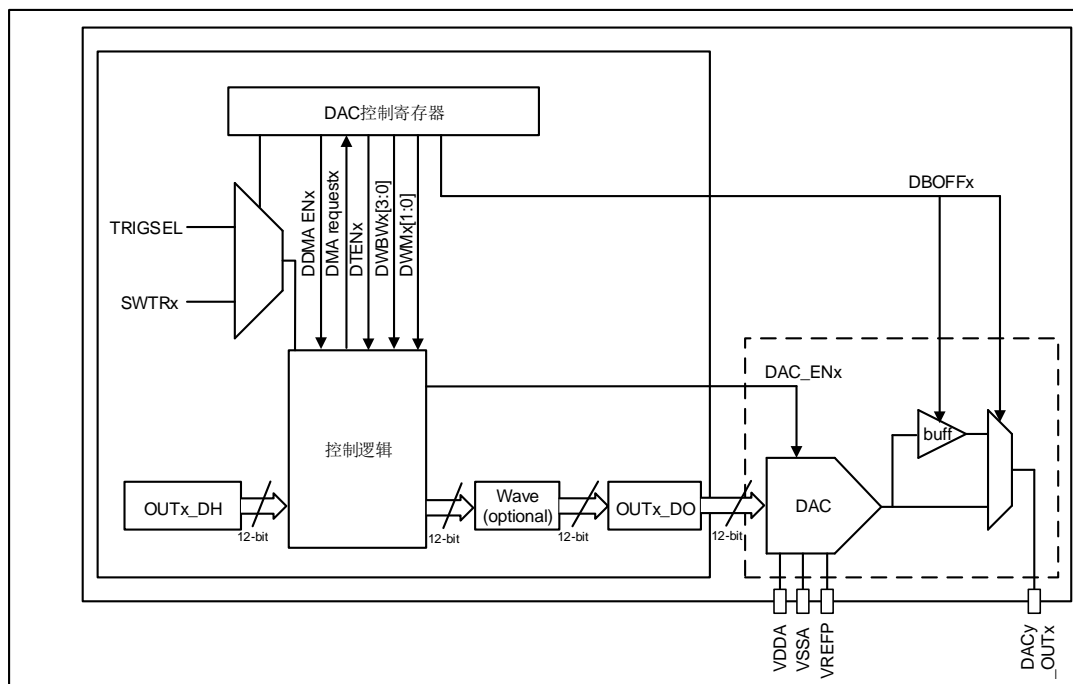 DAC控制寄存器
DBOFFx
TRIGSEL
SWTRx
DDMA ENx
DMA requestx
DTENx
DWBWx[3:0]
DWMx[1:0]
DAC_ENx
buff
控制逻辑
OUTx_DH
12-bit
12-bit
Wave
(optional)
12-bit
OUTx_DO
12-bit
DAC
VDDA
VSSA
VREFP
DACy
_OUTx